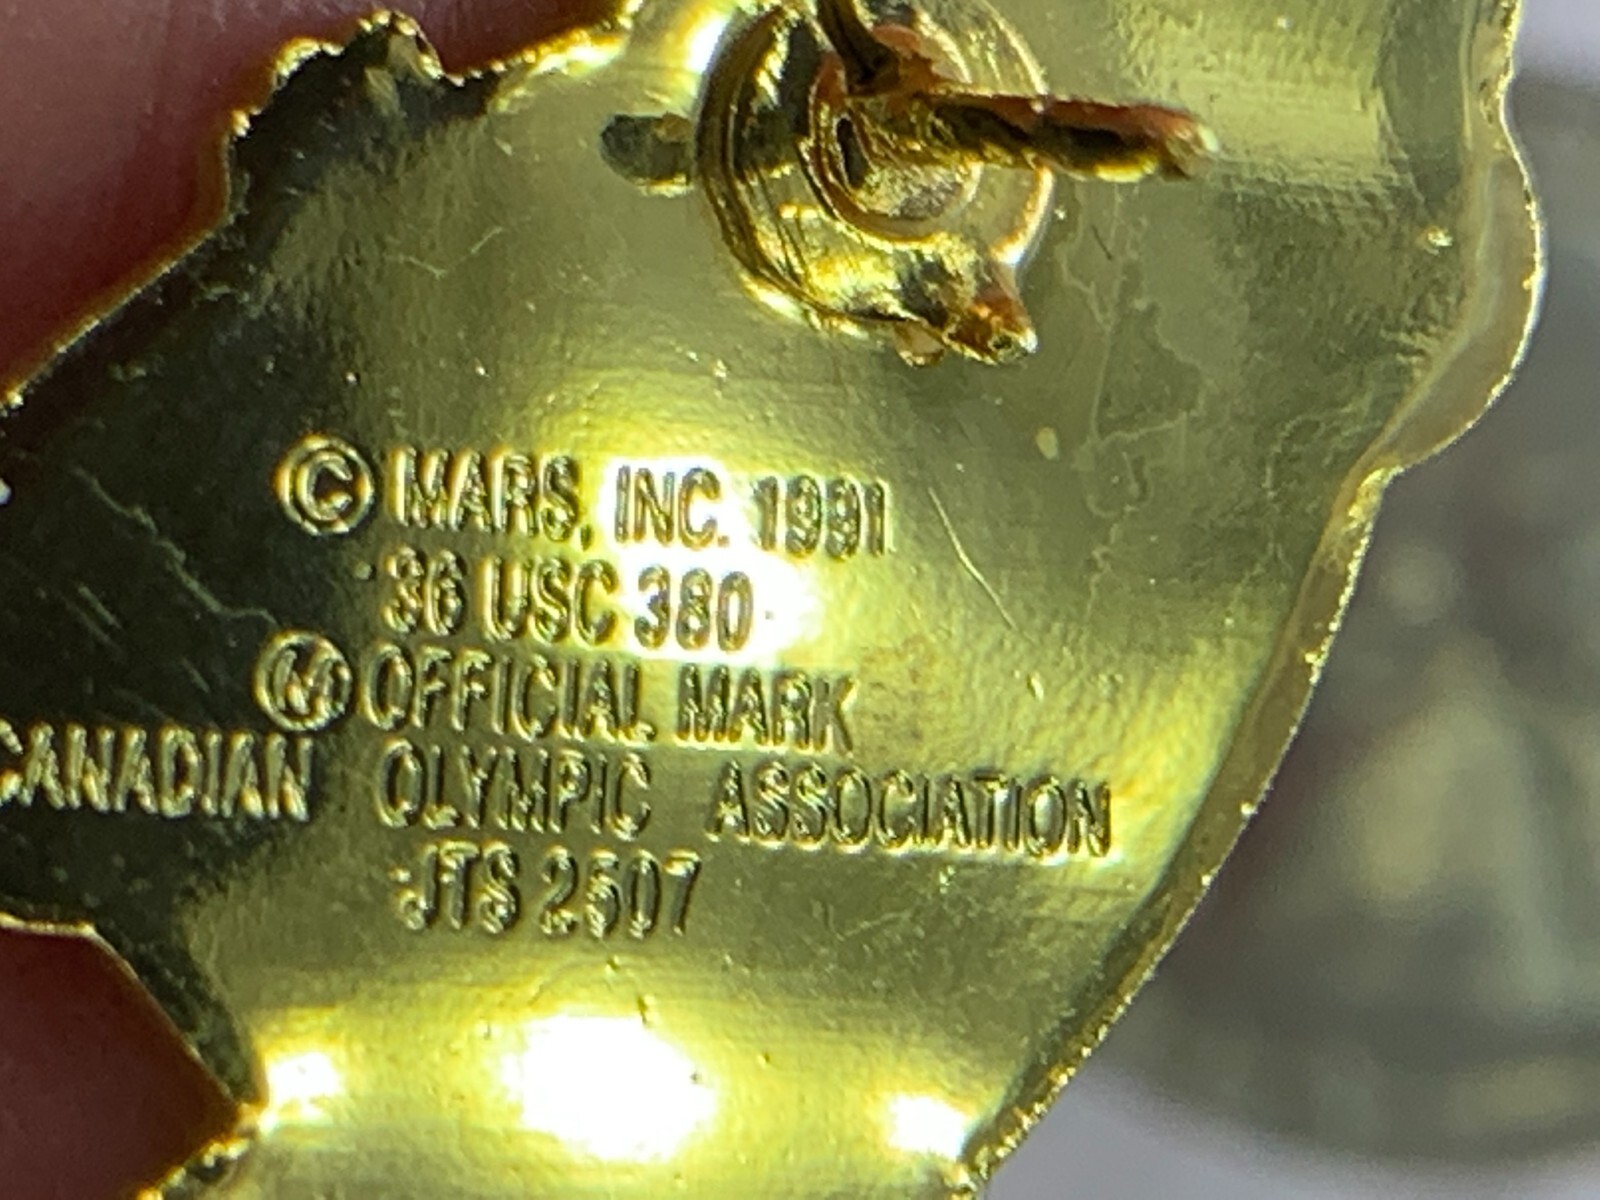 © MARS, INC. 1991
36 USC 380
Ⓜ OFFICIAL MARK
CANADIAN OLYMPIC ASSOCIATION
JTS 2507